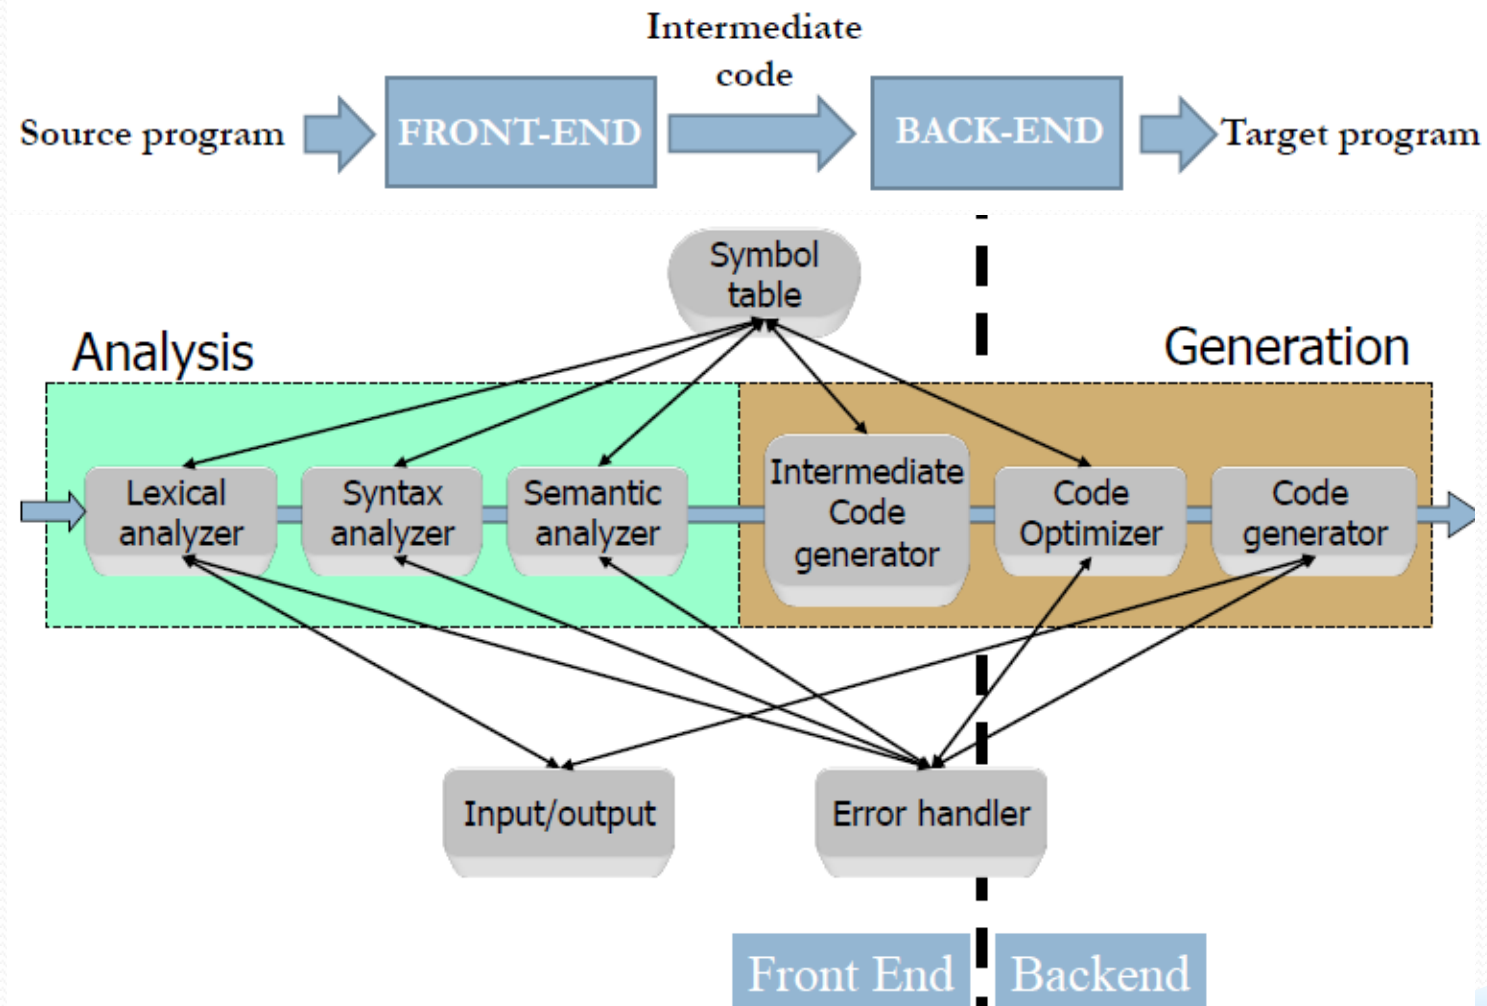 Intermediate
code
Source program
FRONT-END
BACK-END
Target program
Symbol
table
Analysis
Generation
Lexical
analyzer
Syntax
analyzer
Semantic
analyzer
Intermediate
Code
generator
Code
Optimizer
Code
generator
Input/output
Error handler
Front End
Backend